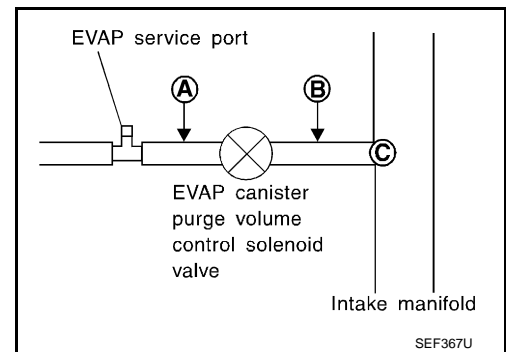 EVAP service port
A
B
C
EVAP canister
purge volume
control solenoid
valve
Intake manifold
SEF367U